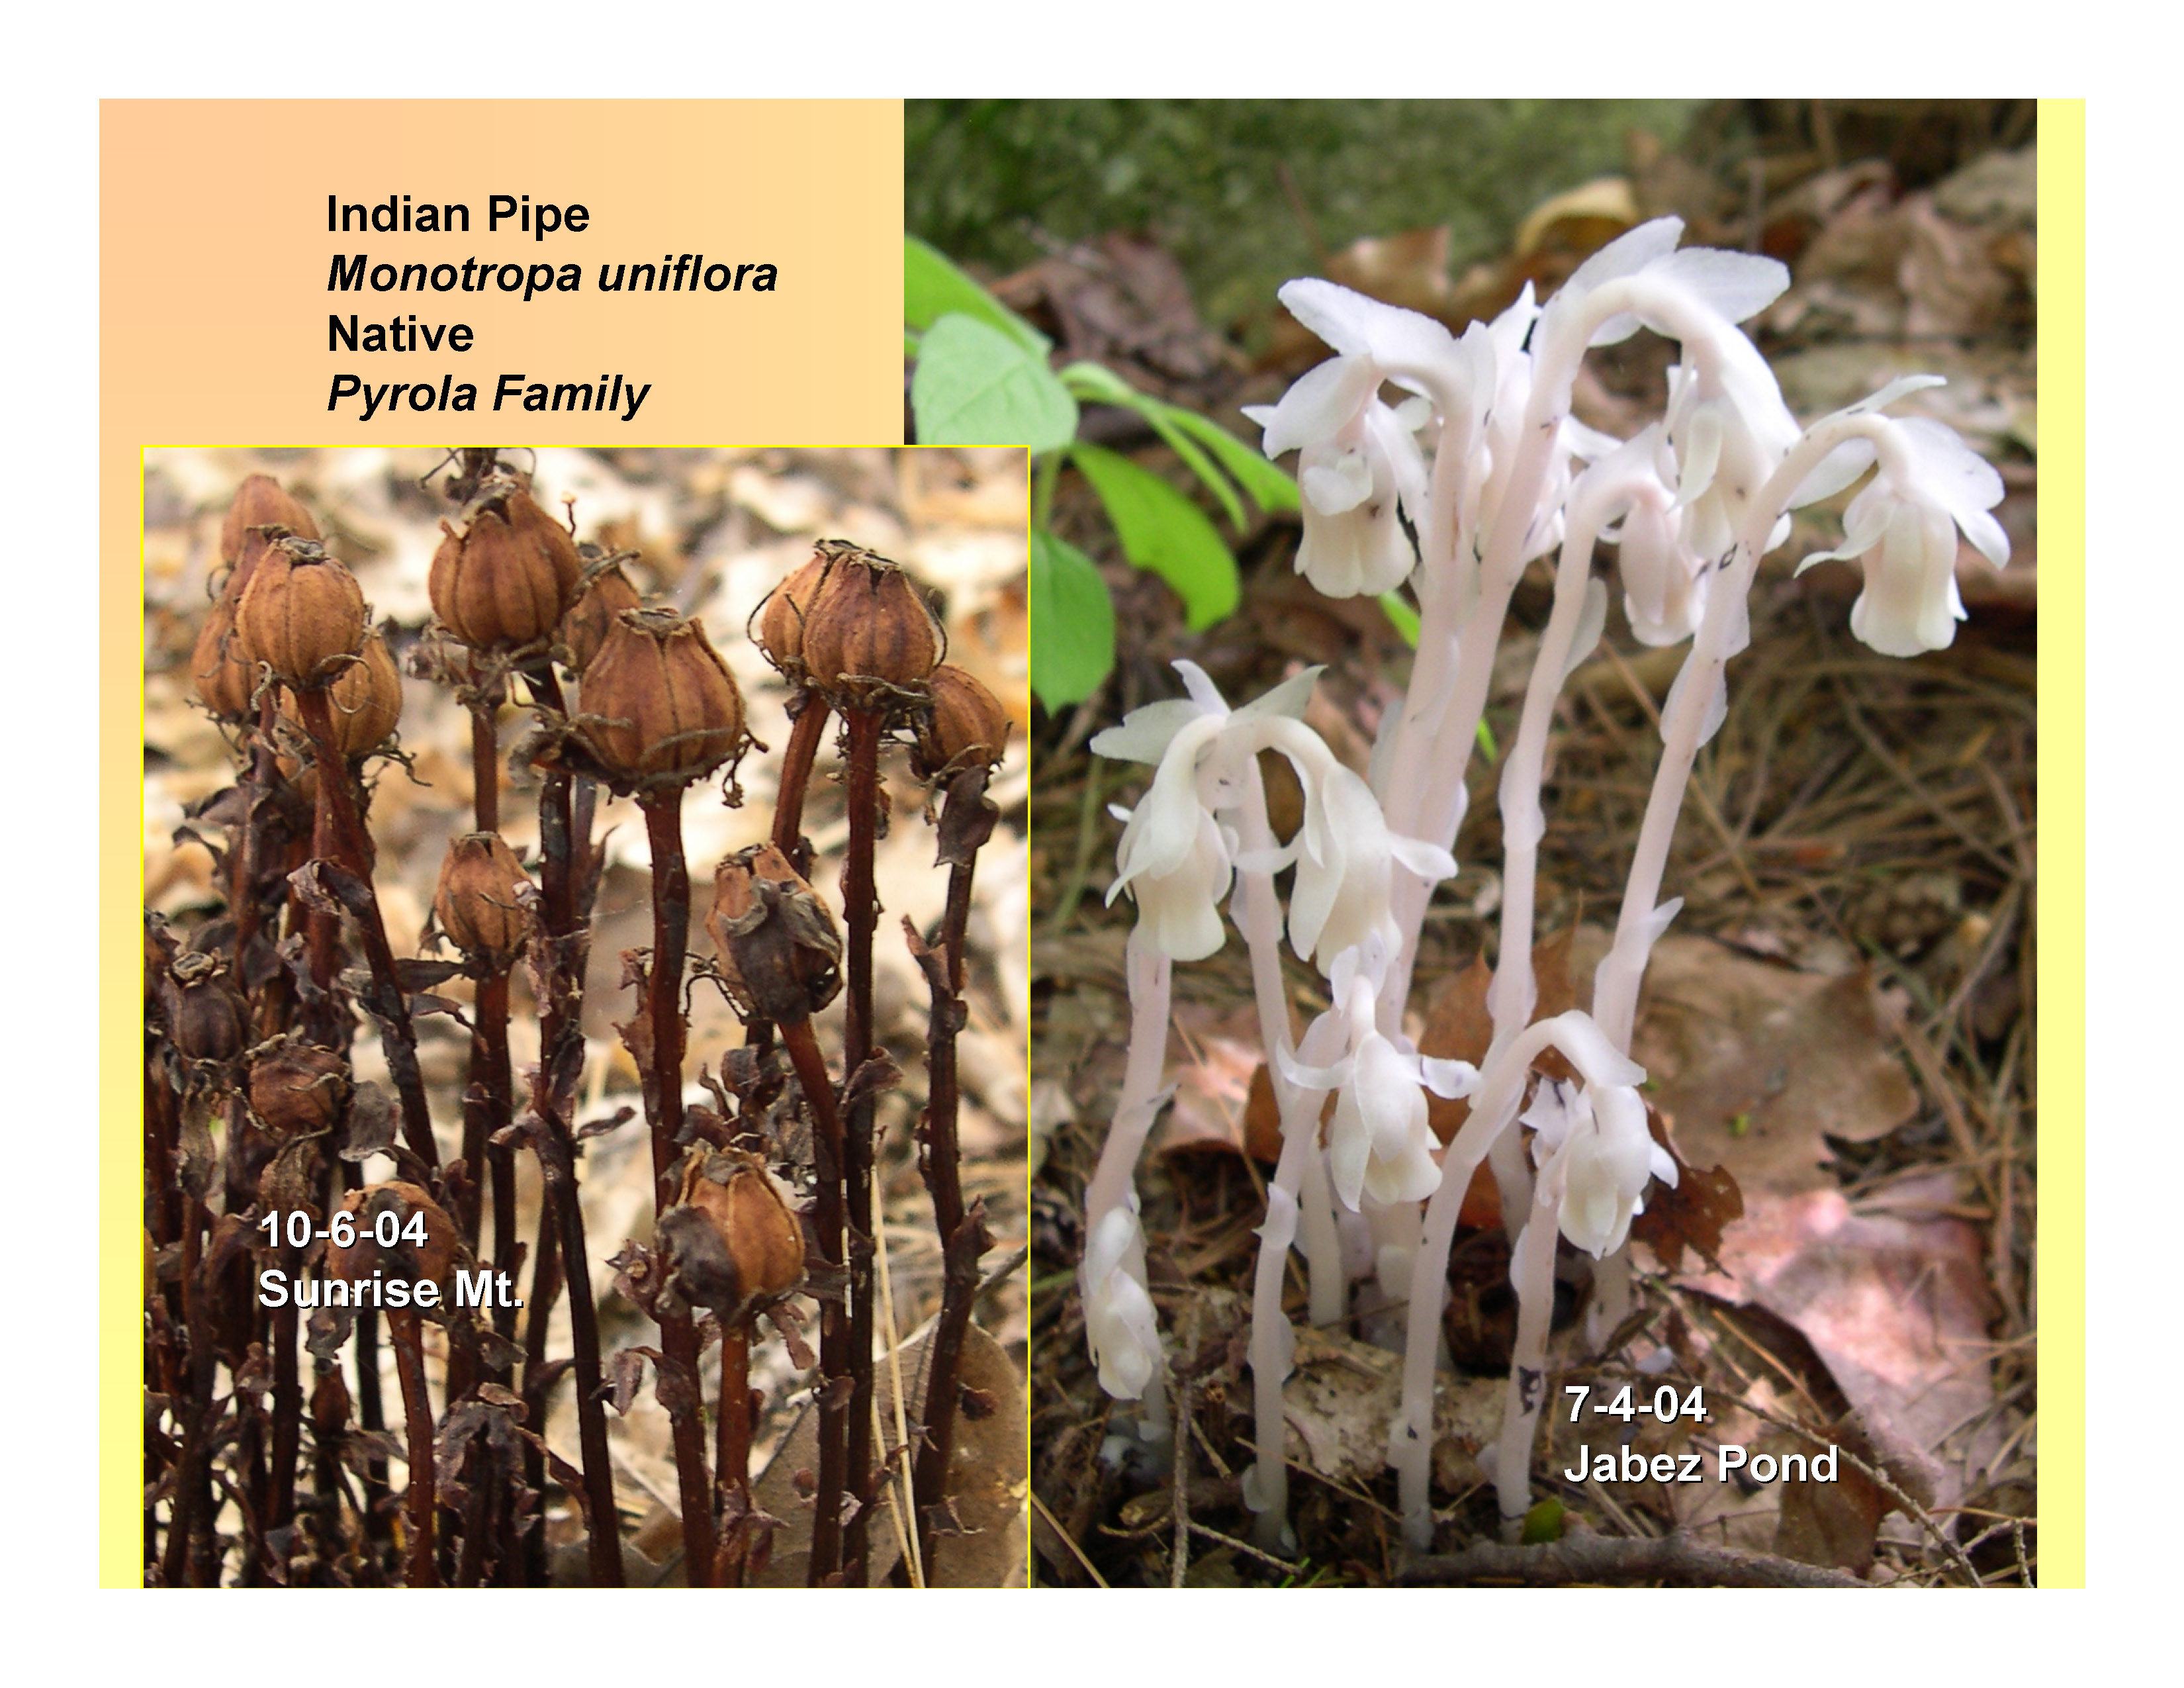 Indian Pipe
Monotropa uniflora
Native
Pyrola Family
10-6-04
Sunrise Mt.
7-4-04
Jabez Pond